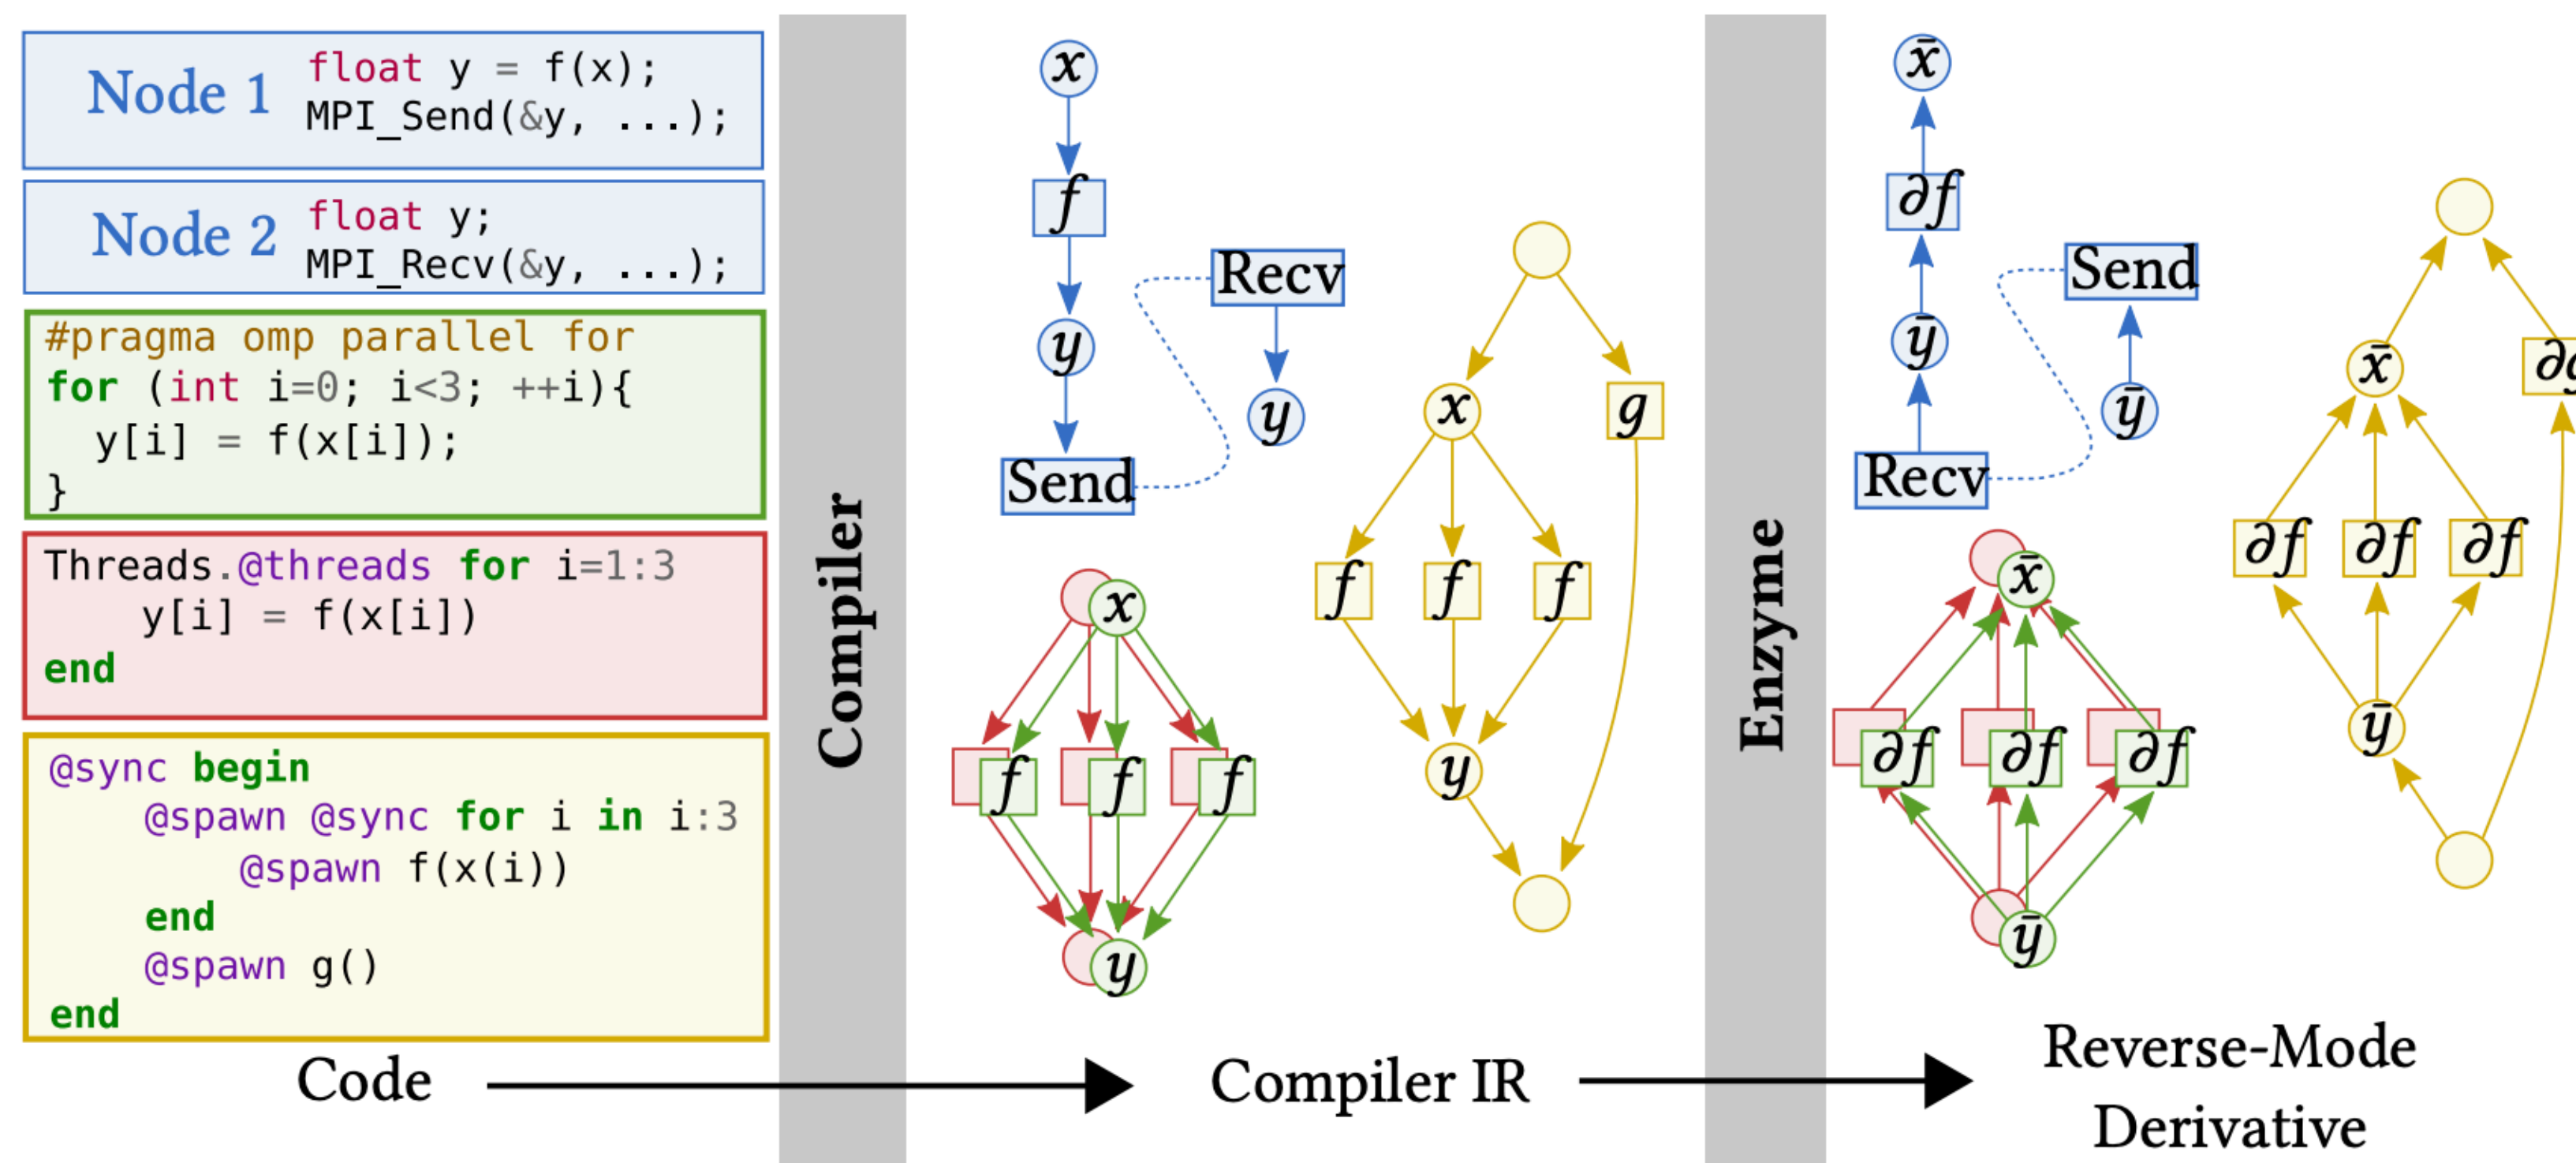 Node 1
float y = f(x);
MPI_Send(&y, ...);
Node 2
float y;
MPI_Recv(&y, ...);
#pragma omp parallel for
for (int i=0; i<3; ++i){
y[i] = f(x[i]);
}
Threads.@threads for i=1:3
y[i] = f(x[i])
end
@sync begin
@spawn @sync for i in i:3
@spawn f(x(i))
end
@spawn g()
end
Code
Compiler
x
f
y
Send
Recv
y
x
g
f f f
y
x
f f f
y
Compiler IR
Enzyme
x̄
∂f
ȳ
Recv
Send
ȳ
x̄
∂f ∂f ∂f
ȳ
x̄
∂f ∂f ∂f
ȳ
Reverse-Mode
Derivative